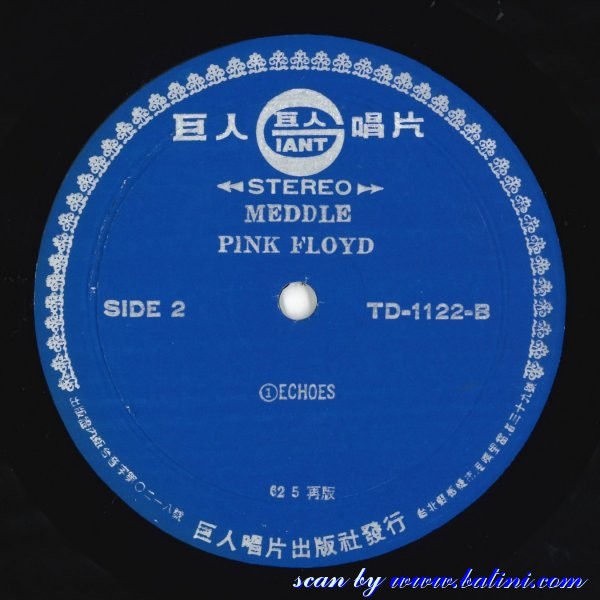 巨人 巨人 唱片
GIANT
STEREO
MEDDLE
PINK FLOYD
SIDE 2 TD-1122-B
①ECHOES
62 5 再版
巨人唱片出版社發行
scan by www.batini.com